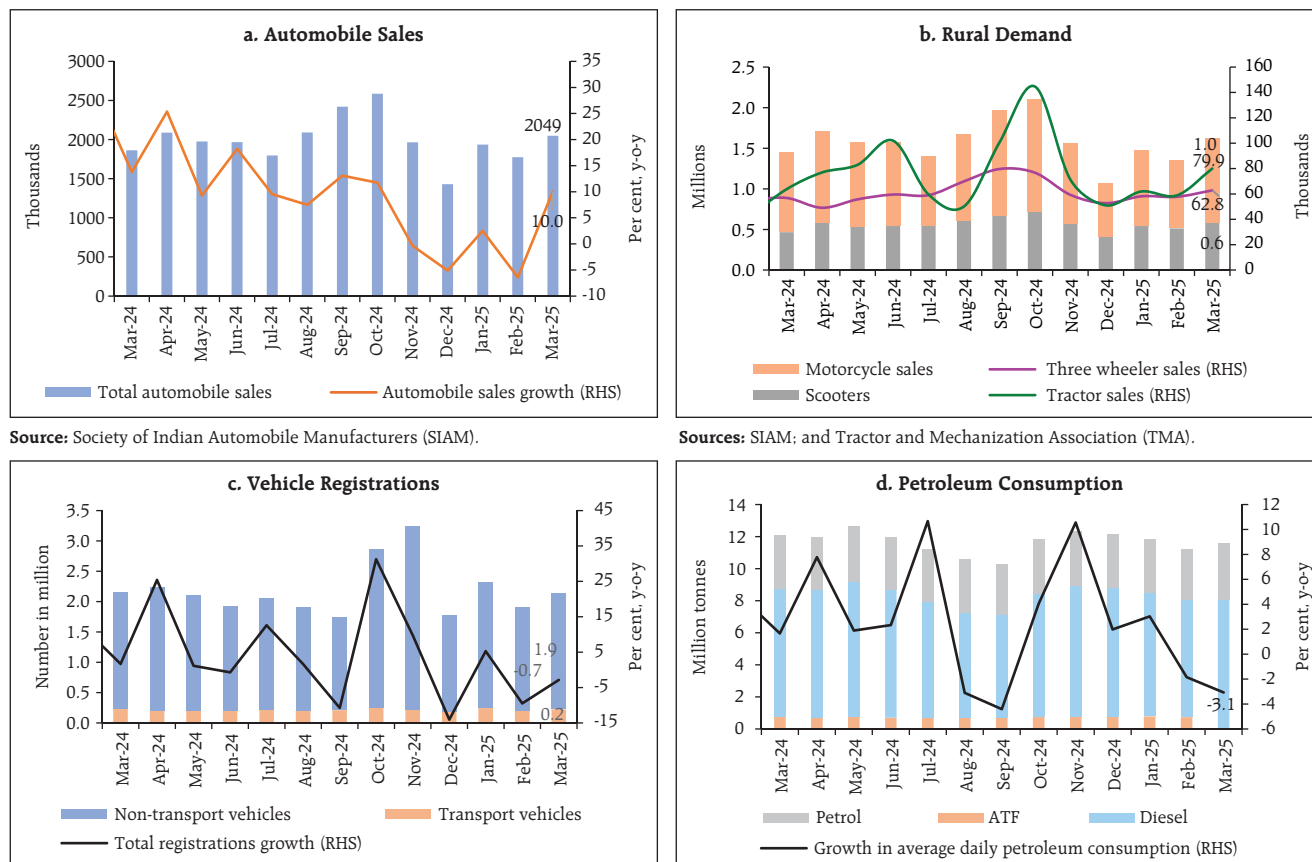 a. Automobile Sales
3000
2500
2000
1500
1000
500
0
Thousands
35
30
25
20
15
10
5
0
-5
-10
Per cent, y-o-y
2049
10.0
Mar-24
Apr-24
May-24
Jun-24
Jul-24
Aug-24
Sep-24
Oct-24
Nov-24
Dec-24
Jan-25
Feb-25
Mar-25
Total automobile sales
Automobile sales growth (RHS)
Source: Society of Indian Automobile Manufacturers (SIAM).
b. Rural Demand
2.5
2.0
1.5
1.0
0.5
0.0
Millions
160
140
120
100
80
60
40
20
0
Thousands
1.0
79.9
62.8
0.6
Mar-24
Apr-24
May-24
Jun-24
Jul-24
Aug-24
Sep-24
Oct-24
Nov-24
Dec-24
Jan-25
Feb-25
Mar-25
Motorcycle sales
Three wheeler sales (RHS)
Scooters
Tractor sales (RHS)
Sources: SIAM; and Tractor and Mechanization Association (TMA).
c. Vehicle Registrations
3.5
3.0
2.5
2.0
1.5
1.0
0.5
0.0
Number in million
45
35
25
15
5
-5
-15
Per cent, y-o-y
1.9
-0.7
0.2
Mar-24
Apr-24
May-24
Jun-24
Jul-24
Aug-24
Sep-24
Oct-24
Nov-24
Dec-24
Jan-25
Feb-25
Mar-25
Non-transport vehicles
Transport vehicles
Total registrations growth (RHS)
d. Petroleum Consumption
14
12
10
8
6
4
2
0
Million tonnes
12
10
8
6
4
2
0
-2
-4
-6
Per cent, y-o-y
-3.1
Mar-24
Apr-24
May-24
Jun-24
Jul-24
Aug-24
Sep-24
Oct-24
Nov-24
Dec-24
Jan-25
Feb-25
Mar-25
Petrol
ATF
Diesel
Growth in average daily petroleum consumption (RHS)